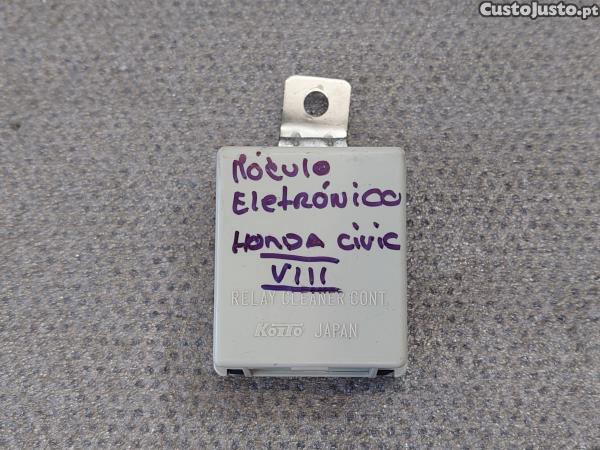 CustoJusto.pt
Módulo
Eletrónico
HONDA CIVIC
VIII
RELAY CLEANER CONT.
KOITO JAPAN